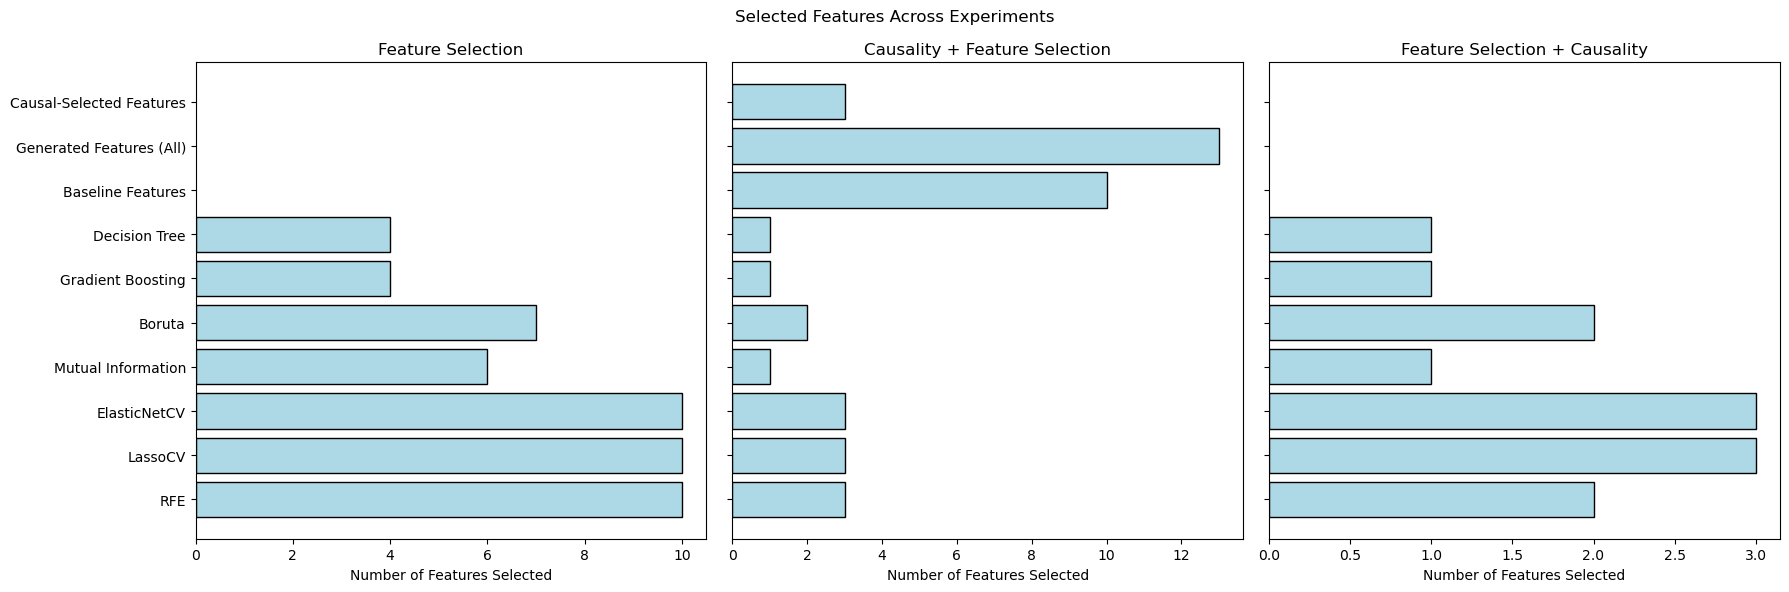 Selected Features Across Experiments
Feature Selection
Causality + Feature Selection
Feature Selection + Causality
Causal-Selected Features
Generated Features (All)
Baseline Features
Decision Tree
Gradient Boosting
Boruta
Mutual Information
ElasticNetCV
LassoCV
RFE
0 2 4 6 8 10
0 2 4 6 8 10 12
0.0 0.5 1.0 1.5 2.0 2.5 3.0
Number of Features Selected
Number of Features Selected
Number of Features Selected